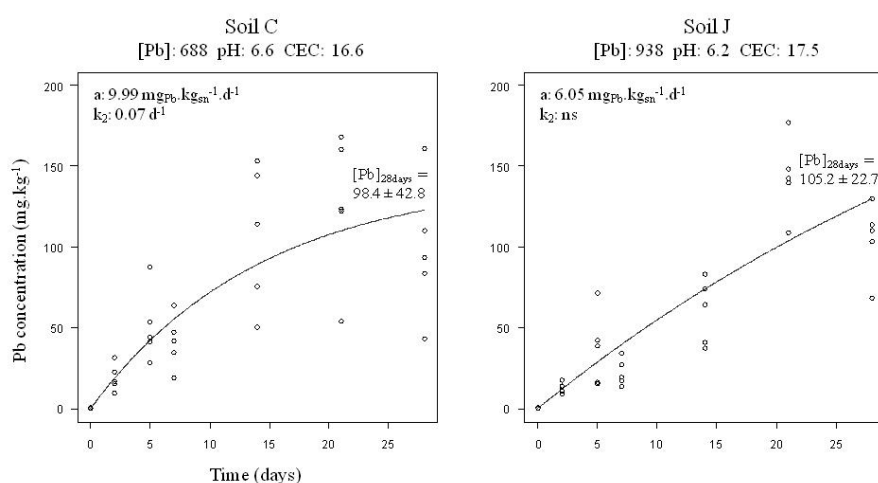 Soil C
[Pb]: 688 pH: 6.6 CEC: 16.6
a: 9.99 mgPb.kgsn⁻¹.d⁻¹
k₂: 0.07 d⁻¹
[Pb]28days =
98.4 ± 42.8
200
150
100
50
0
0 5 10 15 20 25
Pb concentration (mg.kg⁻¹)
Time (days)
Soil J
[Pb]: 938 pH: 6.2 CEC: 17.5
a: 6.05 mgPb.kgsn⁻¹.d⁻¹
k₂: ns
[Pb]28days =
105.2 ± 22.7
200
150
100
50
0
0 5 10 15 20 25